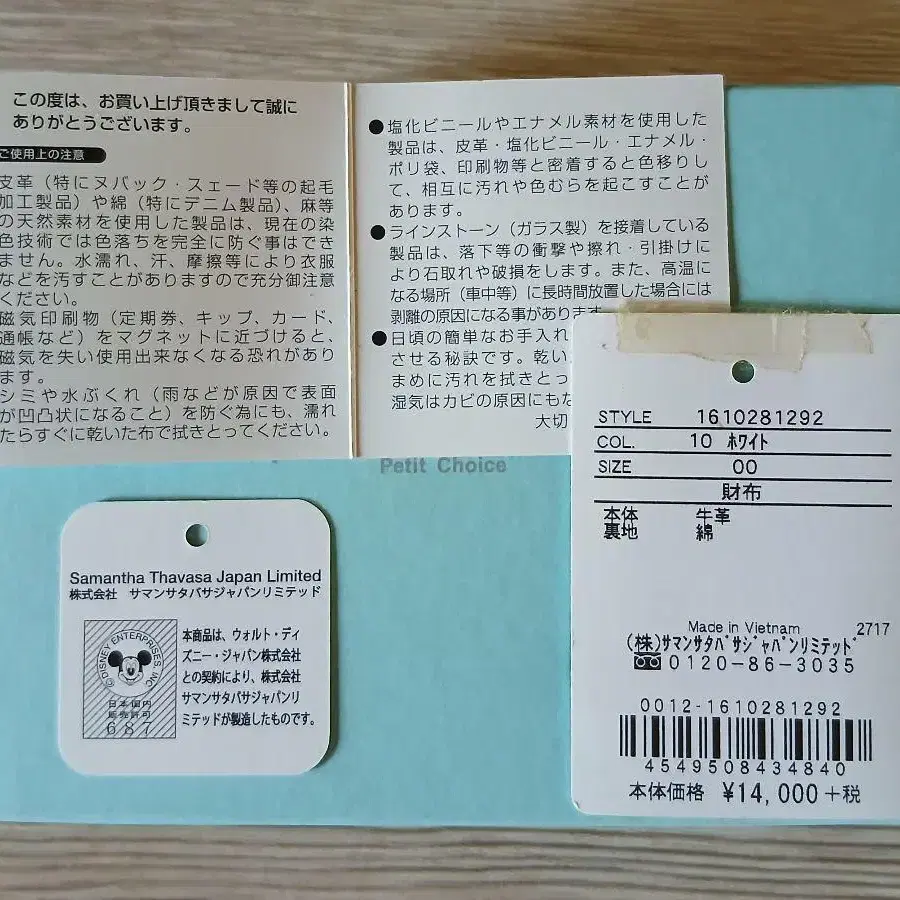 この度は、お買い上げ頂きまして誠に
ありがとうございます。
ご使用上の注意
皮革（特にヌバック・スェード等の起毛
加工製品）や綿（特にデニム製品）、麻等
の天然素材を使用した製品は、現在の染
色技術では色落ちを完全に防ぐ事はでき
ません。水濡れ、汗、摩擦等により衣服
などを汚すことがありますので充分御注意
ください。
磁気印刷物（定期券、キップ、カード、
通帳など）をマグネットに近づけると、
磁気を失い使用出来なくなる恐れがあり
ます。
シミや水ぶくれ（雨などが原因で表面
が凹凸状になること）を防ぐ為にも、濡れ
たらすぐに乾いた布で拭きとってください。
●塩化ビニールやエナメル素材を使用した
製品は、皮革・塩化ビニール・エナメル・
ポリ袋、印刷物等と密着すると色移りし
て、相互に汚れや色むらを起こすことが
あります。
●ラインストーン（ガラス製）を接着している
製品は、落下等の衝撃や擦れ・引掛けに
より石取れや破損をします。また、高温に
なる場所（車中等）に長時間放置した場合には
剥離の原因になる事があります
●日頃の簡単なお手入れ
させる秘訣です。乾い
まめに汚れを拭きとっ
湿気はカビの原因にもな
大切
Petit Choice
Samantha Thavasa Japan Limited
株式会社 サマンサタバサジャパンリミテッド
©DISNEY ENTERPRISES, INC.
日本国内
販売許可
687
本商品は、ウォルト・ディ
ズニー・ジャパン株式会社
との契約により、株式会社
サマンサタバサジャパンリ
ミテッドが製造したものです。
STYLE 1610281292
COL. 10 ﾎﾜｲﾄ
SIZE 00
財布
本体 牛革
裏地 綿
Made in Vietnam 2717
(株)ｻﾏﾝｻﾀﾊﾞｻｼﾞｬﾊﾟﾝﾘﾐﾃｯﾄﾞ
0120-86-3035
0012-1610281292
4549508434840
本体価格 ¥14,000+税